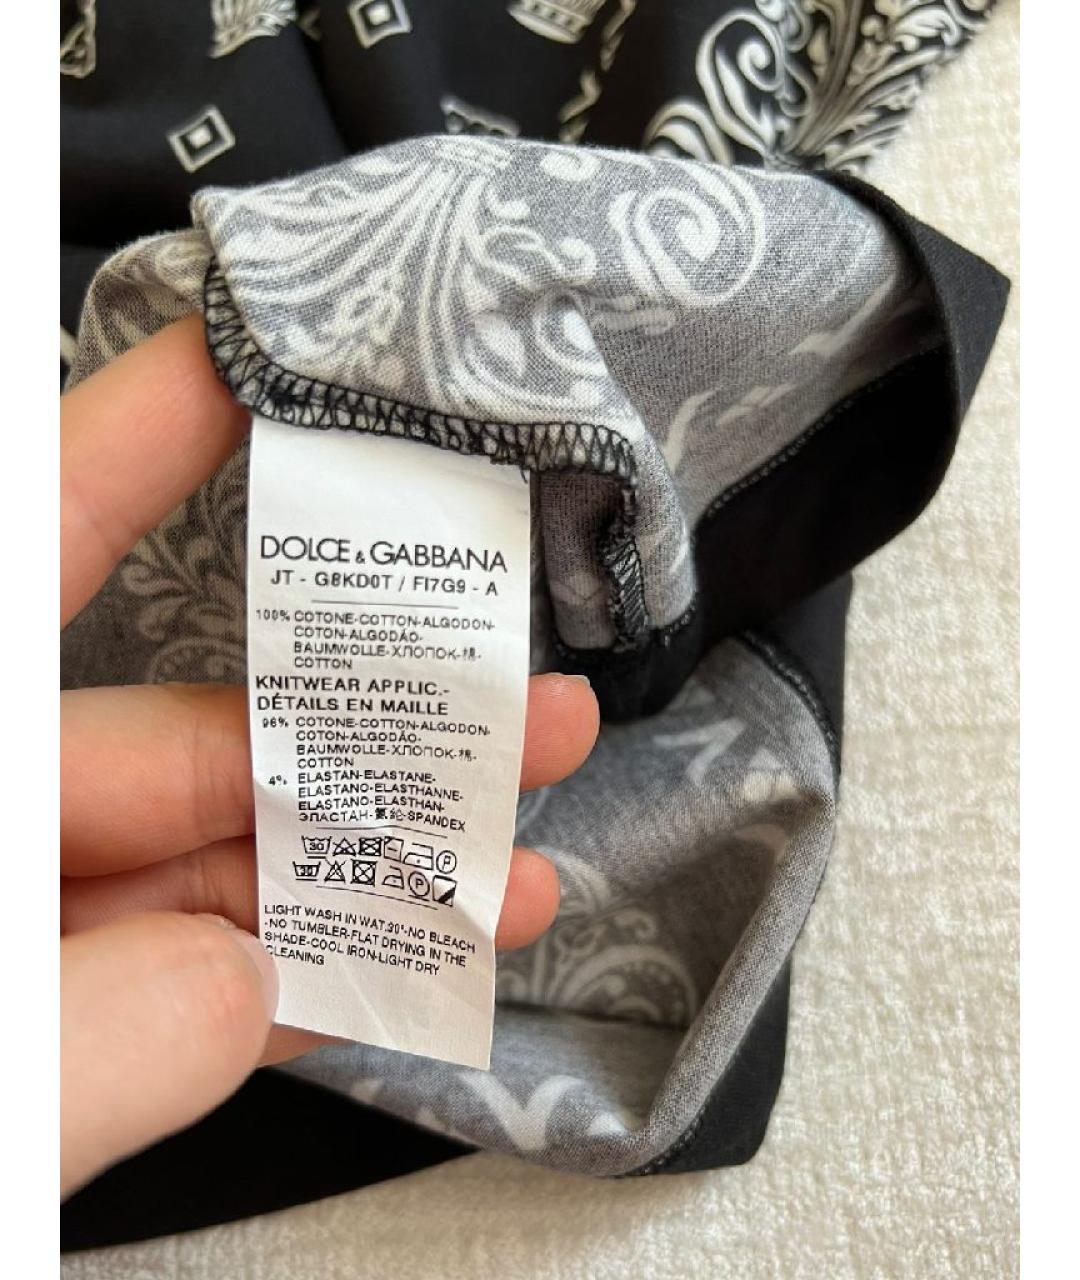 DOLCE & GABBANA
JT - G8KD0T / FI7G9 - A
100% COTONE-COTTON-ALGODON-
COTON-ALGODÃO-
BAUMWOLLE-ХЛОПОК-棉-
COTTON
KNITWEAR APPLIC.-
DÉTAILS EN MAILLE
96% COTONE-COTTON-ALGODON-
COTON-ALGODÃO-
BAUMWOLLE-ХЛОПОК-棉-
COTTON
4% ELASTAN-ELASTANE-
ELASTANO-ELASTHANNE-
ELASTANO-ELASTHAN-
ЭЛАСТАН-氨纶-SPANDEX
30 P
30 P
LIGHT WASH IN WAT.30°-NO BLEACH
-NO TUMBLER-FLAT DRYING IN THE
SHADE-COOL IRON-LIGHT DRY
CLEANING